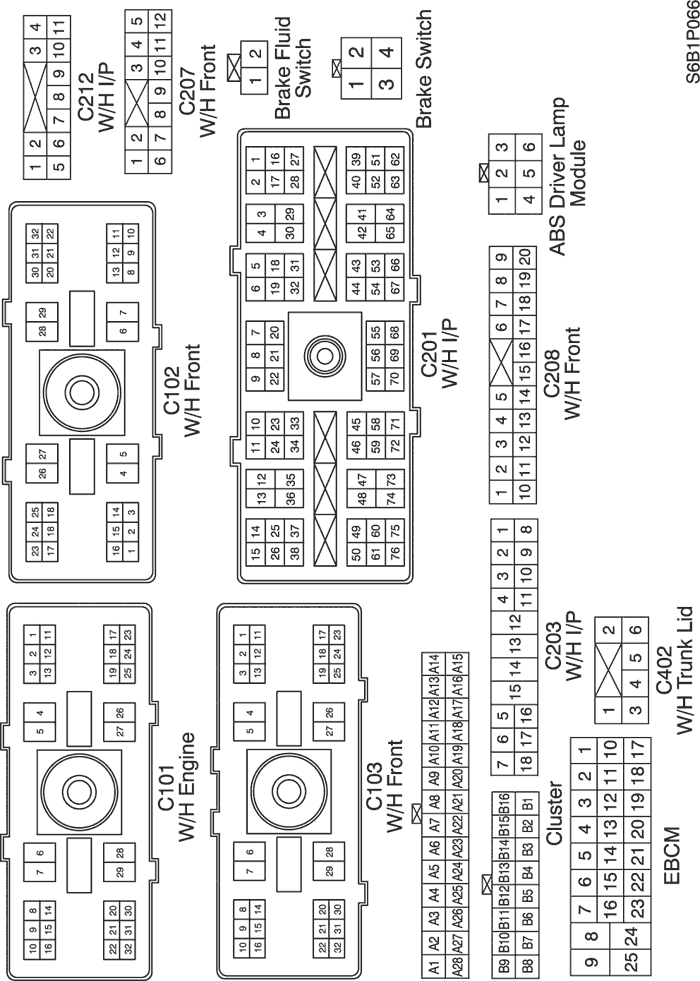 10 9 8 7 6 5 4 3 2 1
16 15 14 13 12 11
22 21 20 29 28 27 26 19 18 17
32 31 30 25 24 23
C101
W/H Engine
23 24 25 26 27 28 29 30 31 32
17 18 18 20 21 22
16 15 14 4 5 6 7 13 12 11
1 2 3 8 9 10
C102
W/H Front
1 2 3 4
5 6 7 8 9 10 11
C212
W/H I/P
1 2 3 4 5
6 7 8 9 10 11 12
C207
W/H Front
1 2
Brake Fluid
Switch
1 2
3 4
Brake Switch
10 9 8 7 6 5 4 3 2 1
16 15 14 13 12 11
22 21 20 29 28 27 26 19 18 17
32 31 30 25 24 23
C103
W/H Front
15 14 13 12 11 10 9 8 7 6 5 4 3 2 1
26 25 24 23 22 21 20 19 18 17 16
38 37 36 35 34 33 32 31 30 29 28 27
50 49 48 47 46 45 57 56 55 44 43 42 41 40 39
61 60 59 58 54 53 52 51
76 75 74 73 72 71 70 69 68 67 66 65 64 63 62
C201
W/H I/P
A1 A2 A3 A4 A5 A6 A7 A8 A9 A10 A11 A12 A13 A14
A28 A27 A26 A25 A24 A23 A22 A21 A20 A19 A18 A17 A16 A15
B9 B10 B11 B12 B13 B14 B15 B16
B8 B7 B6 B5 B4 B3 B2 B1
Cluster
7 6 5 15 14 13 12 4 3 2 1
18 17 16 11 10 9 8
C203
W/H I/P
1 2 3 4 5 6 7 8 9
10 11 12 13 14 15 16 17 18 19 20
C208
W/H Front
1 2 3
4 5 6
ABS Driver Lamp
Module
9 8 7 6 5 4 3 2 1
16 15 14 13 12 11 10
25 24 23 22 21 20 19 18 17
EBCM
1 2
3 4 5 6
C402
W/H Trunk Lid
S6B1P066